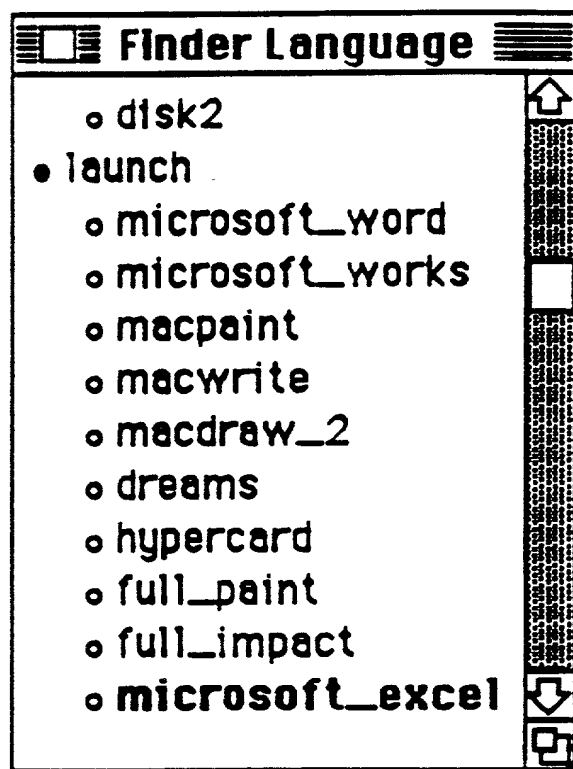 Finder Language
disk2
launch
microsoft_word
microsoft_works
macpaint
macwrite
macdraw_2
dreams
hypercard
full_paint
full_impact
microsoft_excel